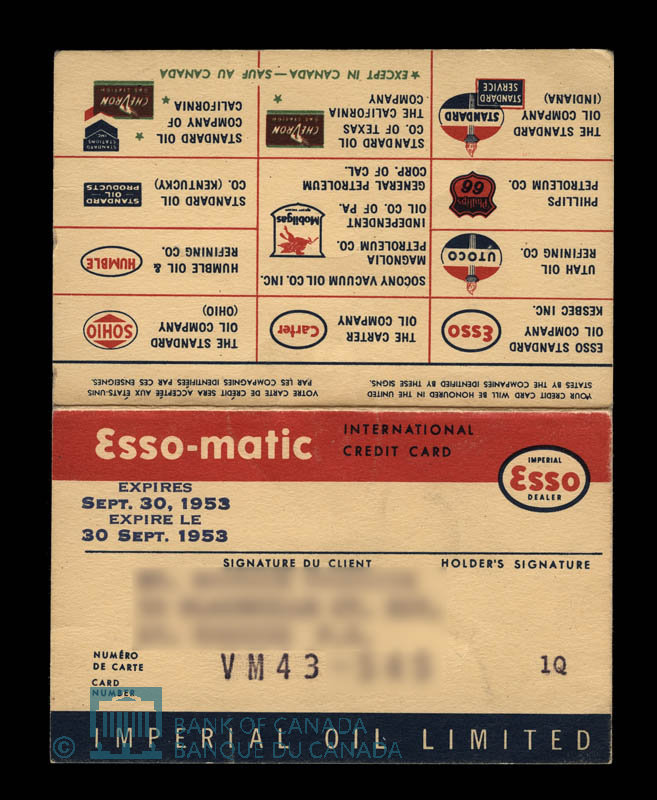 YOUR CREDIT CARD WILL BE HONOURED IN THE UNITED
STATES BY THE COMPANIES IDENTIFIED BY THESE SIGNS.
VOTRE CARTE DE CRÉDIT SERA ACCEPTÉE AUX ÉTATS-UNIS
PAR LES COMPAGNIES IDENTIFIÉES PAR CES ENSEIGNES.
ESSO STANDARD
OIL COMPANY
KESBEC INC.
Esso
THE CARTER
OIL COMPANY
Carter
THE STANDARD
OIL COMPANY
(OHIO)
SOHIO
UTAH OIL
REFINING CO.
UTOCO
SOCONY VACUUM OIL CO. INC.
MAGNOLIA
PETROLEUM CO.
INDEPENDENT
OIL CO. OF PA.
GENERAL PETROLEUM
CORP. OF CAL.
Mobilgas
HUMBLE OIL &
REFINING CO.
HUMBLE
PHILLIPS
PETROLEUM CO.
Phillips
66
STANDARD OIL
CO. (KENTUCKY)
STANDARD
OIL
PRODUCTS
THE STANDARD
OIL COMPANY
(INDIANA)
STANDARD
STANDARD
SERVICE
STANDARD OIL
CO. OF TEXAS
THE CALIFORNIA
COMPANY
CHEVRON
GAS STATION
STANDARD OIL
COMPANY OF
CALIFORNIA
STANDARD
STATIONS
INC.
CHEVRON
GAS STATION
★ EXCEPT IN CANADA—SAUF AU CANADA
Esso-matic
INTERNATIONAL
CREDIT CARD
IMPERIAL
Esso
DEALER
EXPIRES
SEPT. 30, 1953
EXPIRE LE
30 SEPT. 1953
SIGNATURE DU CLIENT
HOLDER'S SIGNATURE
NUMÉRO
DE CARTE
CARD
NUMBER
VM43
1Q
BANK OF CANADA
BANQUE DU CANADA
©
IMPERIAL OIL LIMITED